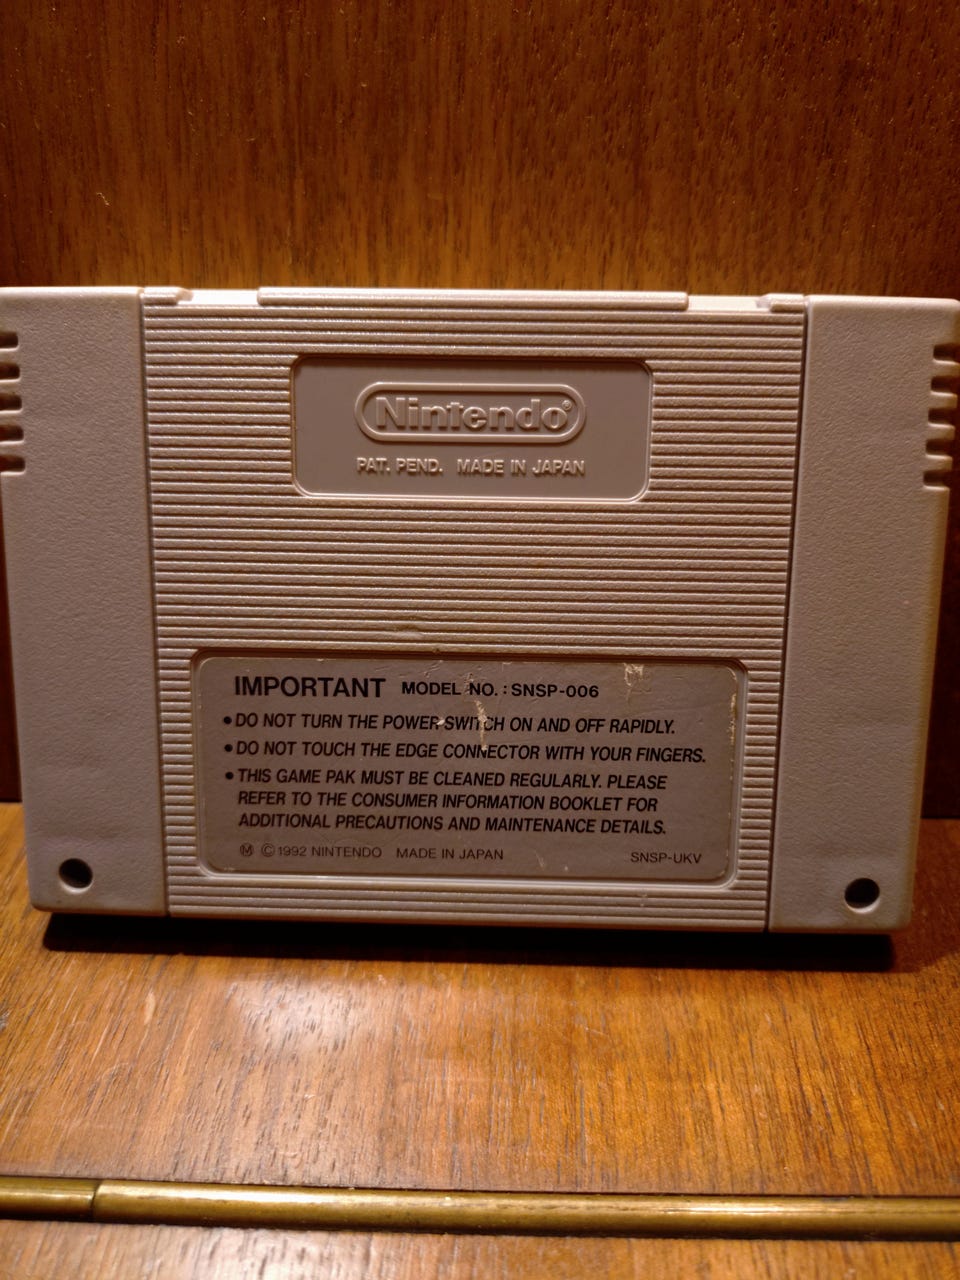 Nintendo®
PAT. PEND. MADE IN JAPAN
IMPORTANT MODEL NO.: SNSP-006
•DO NOT TURN THE POWER SWITCH ON AND OFF RAPIDLY.
•DO NOT TOUCH THE EDGE CONNECTOR WITH YOUR FINGERS.
•THIS GAME PAK MUST BE CLEANED REGULARLY. PLEASE
REFER TO THE CONSUMER INFORMATION BOOKLET FOR
ADDITIONAL PRECAUTIONS AND MAINTENANCE DETAILS.
Ⓜ ©1992 NINTENDO MADE IN JAPAN SNSP-UKV